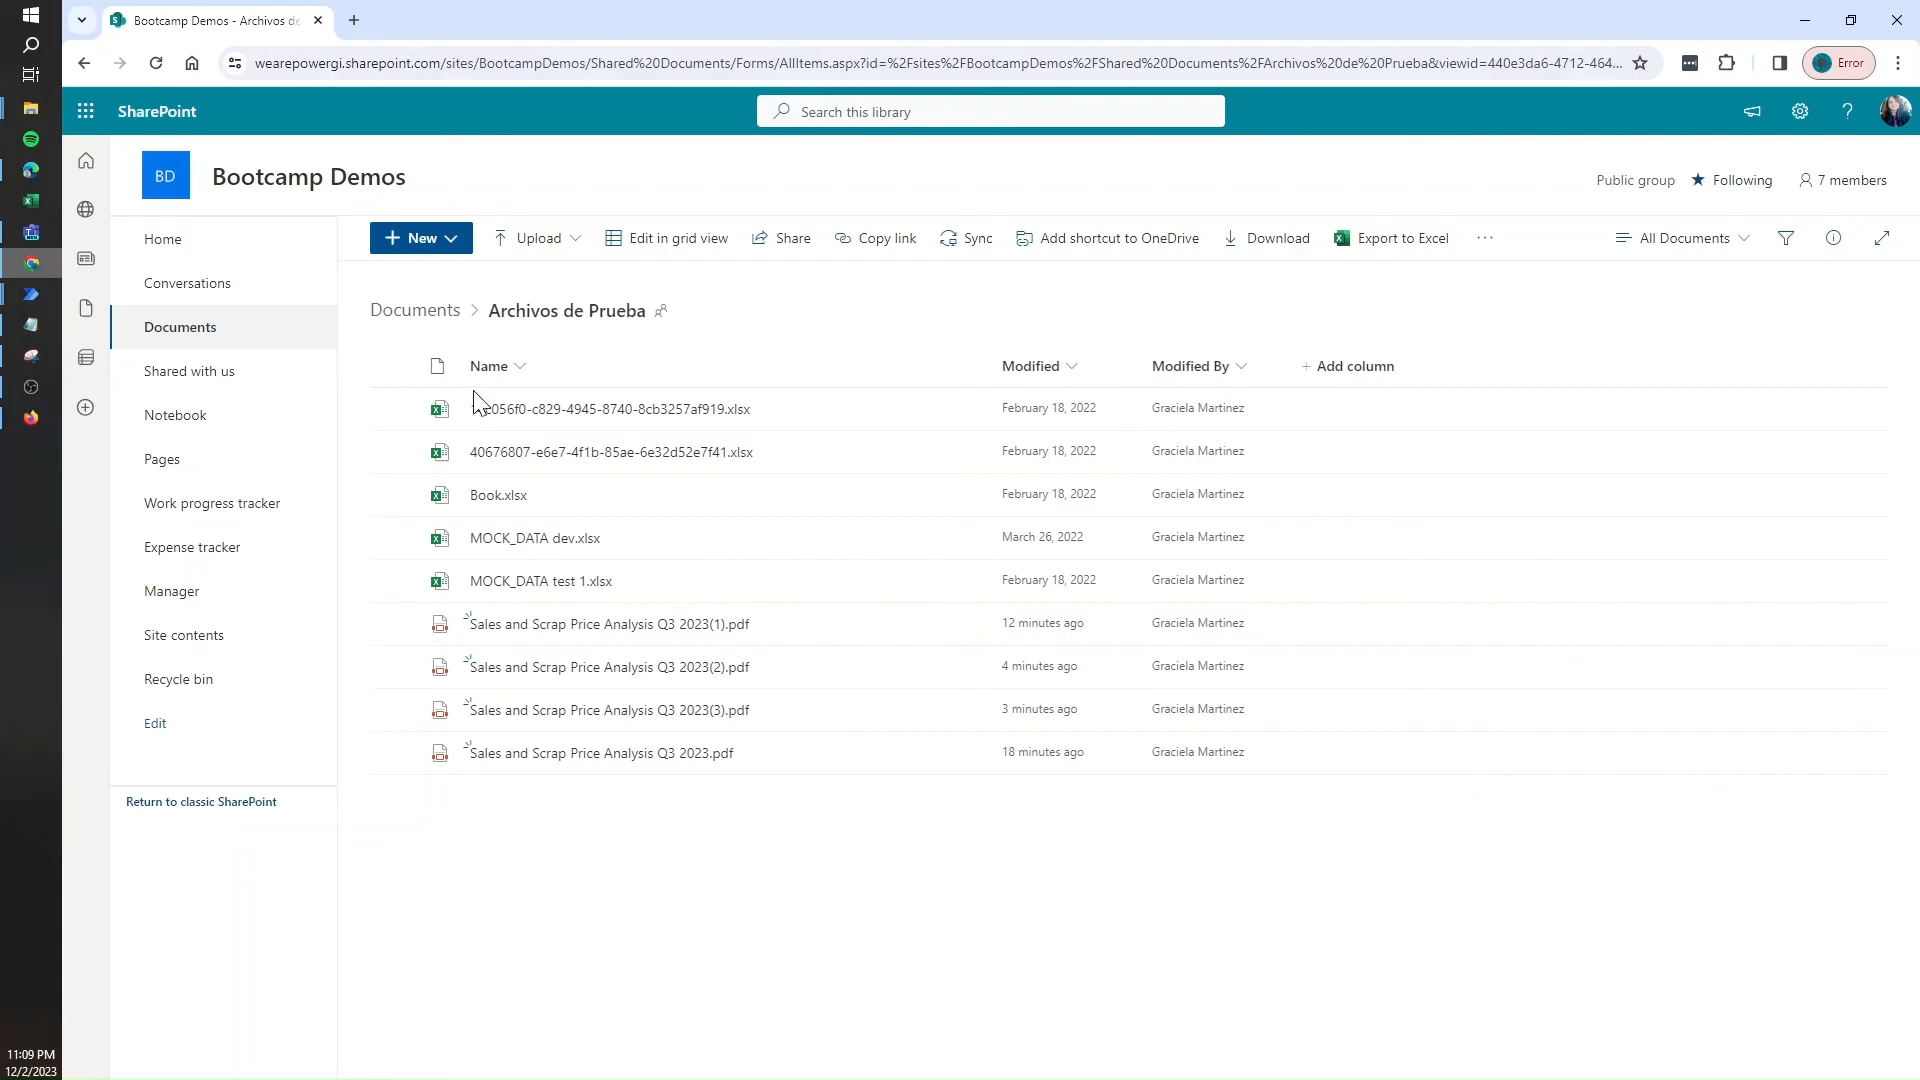 Bootcamp Demos - Archivos de
wearepowergi.sharepoint.com/sites/BootcampDemos/Shared%20Documents/Forms/AllItems.aspx?id=%2Fsites%2FBootcampDemos%2FShared%20Documents%2FArchivos%20de%20Prueba&viewid=440e3da6-4712-464...
Error
SharePoint
Search this library
BD
Bootcamp Demos
Public group
Following
7 members
Home
Conversations
Documents
Shared with us
Notebook
Pages
Work progress tracker
Expense tracker
Manager
Site contents
Recycle bin
Edit
Return to classic SharePoint
New
Upload
Edit in grid view
Share
Copy link
Sync
Add shortcut to OneDrive
Download
Export to Excel
All Documents
Documents > Archivos de Prueba
Name Modified Modified By + Add column
056f0-c829-4945-8740-8cb3257af919.xlsx February 18, 2022 Graciela Martinez
40676807-e6e7-4f1b-85ae-6e32d52e7f41.xlsx February 18, 2022 Graciela Martinez
Book.xlsx February 18, 2022 Graciela Martinez
MOCK_DATA dev.xlsx March 26, 2022 Graciela Martinez
MOCK_DATA test 1.xlsx February 18, 2022 Graciela Martinez
Sales and Scrap Price Analysis Q3 2023(1).pdf 12 minutes ago Graciela Martinez
Sales and Scrap Price Analysis Q3 2023(2).pdf 4 minutes ago Graciela Martinez
Sales and Scrap Price Analysis Q3 2023(3).pdf 3 minutes ago Graciela Martinez
Sales and Scrap Price Analysis Q3 2023.pdf 18 minutes ago Graciela Martinez
11:09 PM
12/2/2023